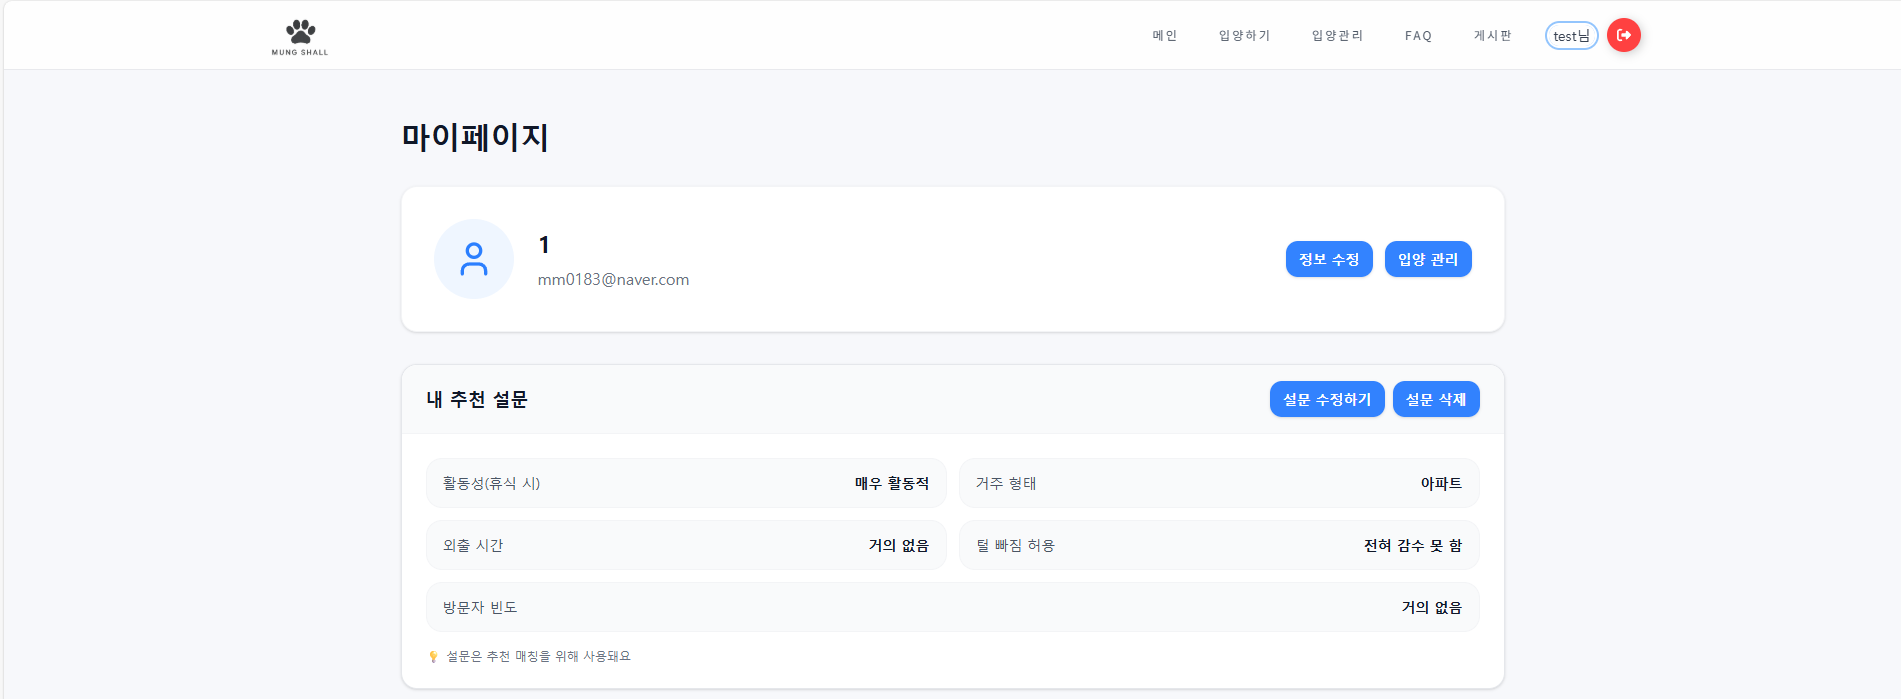 MUNG SHALL
메인 입양하기 입양관리 FAQ 게시판 test님
마이페이지
1
mm0183@naver.com
정보 수정 입양 관리
내 추천 설문
설문 수정하기 설문 삭제
활동성(휴식 시) 매우 활동적
거주 형태 아파트
외출 시간 거의 없음
털 빠짐 허용 전혀 감수 못 함
방문자 빈도 거의 없음
설문은 추천 매칭을 위해 사용돼요